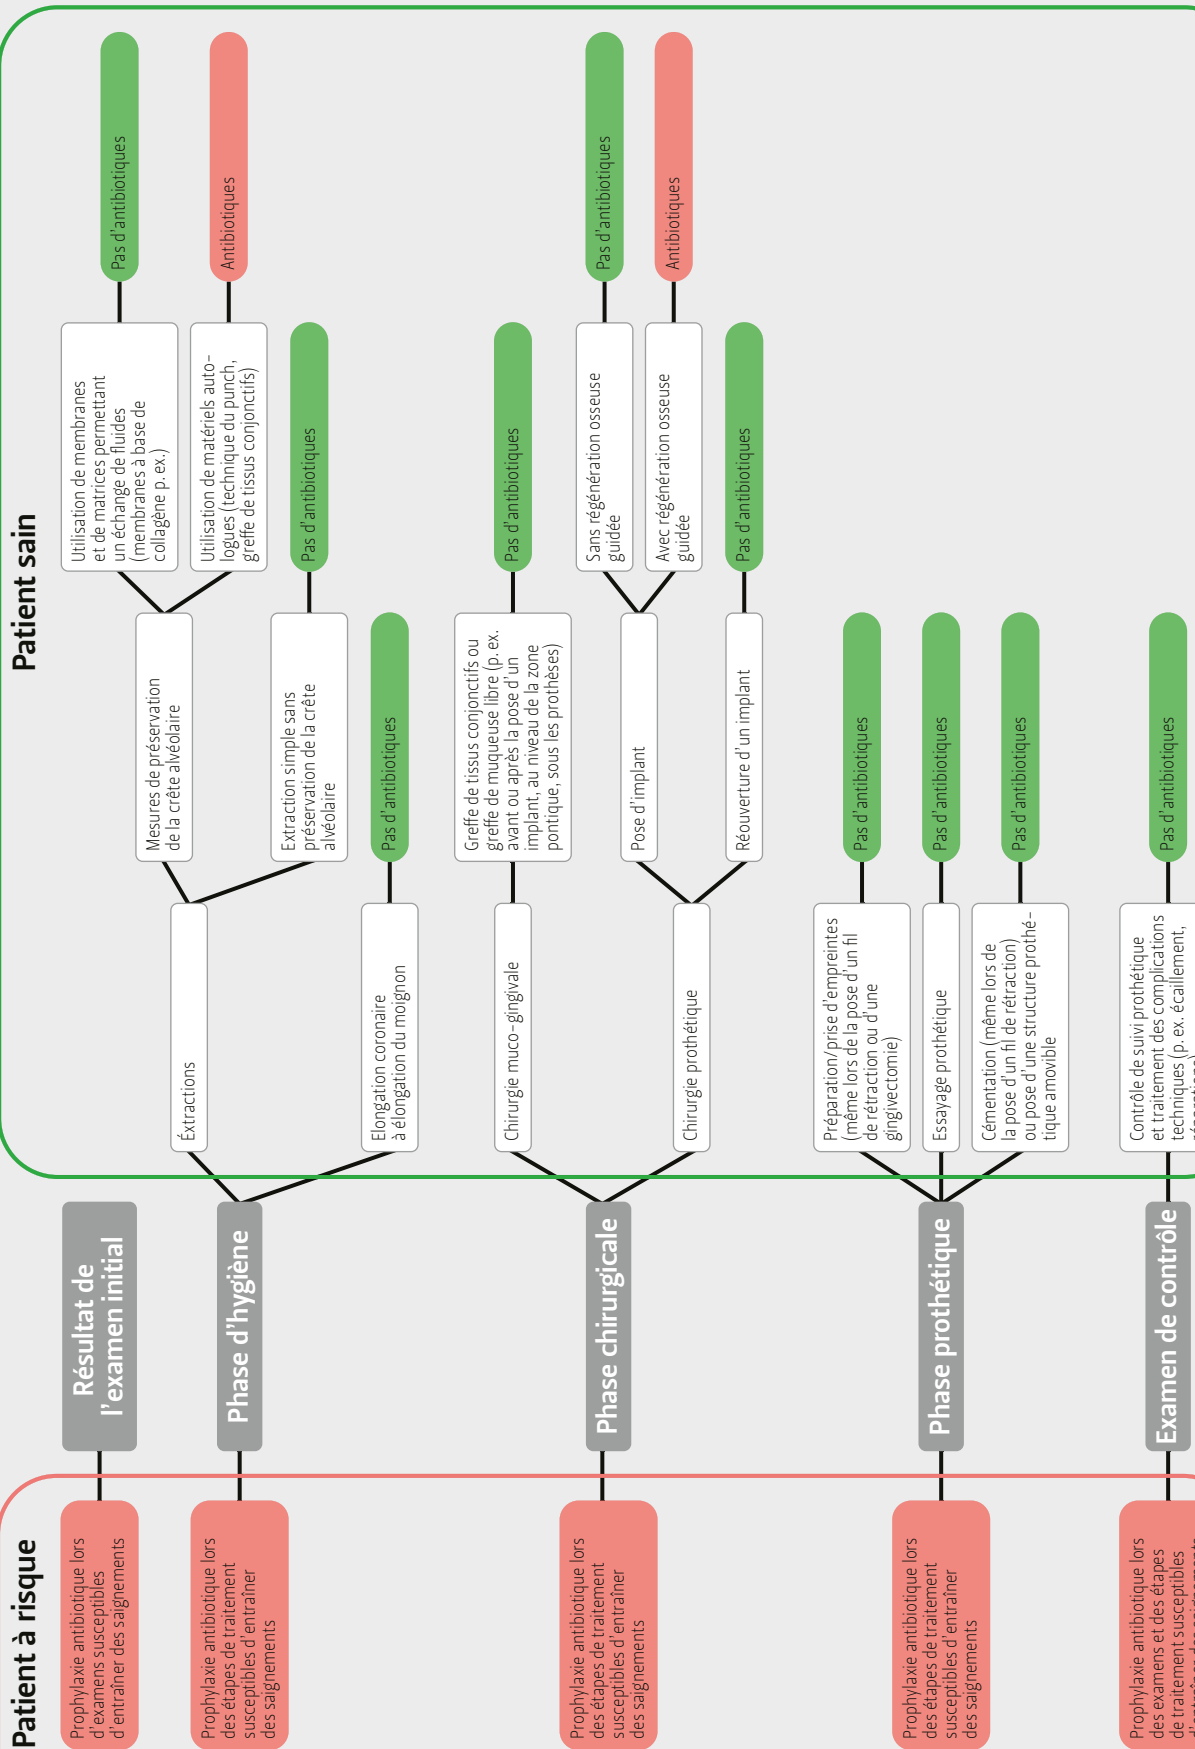 Patient à risque
Prophylaxie antibiotique lors
d'examens susceptibles
d'entraîner des saignements
Prophylaxie antibiotique lors
des étapes de traitement
susceptibles d'entraîner
des saignements
Prophylaxie antibiotique lors
des étapes de traitement
susceptibles d'entraîner
des saignements
Prophylaxie antibiotique lors
des étapes de traitement
susceptibles d'entraîner
des saignements
Prophylaxie antibiotique lors
des examens et des étapes
de traitement susceptibles
Résultat de
l'examen initial
Phase d'hygiène
Phase chirurgicale
Phase prothétique
Examen de contrôle
Patient sain
Éxtractions
Mesures de préservation
de la crête alvéolaire
Utilisation de membranes
et de matrices permettant
un échange de fluides
(membranes à base de
collagène p. ex.)
Pas d'antibiotiques
Utilisation de matériels auto-
logues (technique du punch,
greffe de tissus conjonctifs)
Antibiotiques
Extraction simple sans
préservation de la crête
alvéolaire
Pas d'antibiotiques
Elongation coronaire
à élongation du moignon
Pas d'antibiotiques
Chirurgie muco-gingivale
Greffe de tissus conjonctifs ou
greffe de muqueuse libre (p. ex.
avant ou après la pose d'un
implant, au niveau de la zone
pontique, sous les prothèses)
Pas d'antibiotiques
Chirurgie prothétique
Pose d'implant
Sans régénération osseuse
guidée
Pas d'antibiotiques
Avec régénération osseuse
guidée
Antibiotiques
Réouverture d'un implant
Pas d'antibiotiques
Préparation/prise d'empreintes
(même lors de la pose d'un fil
de rétraction ou d'une
gingivectomie)
Pas d'antibiotiques
Essayage prothétique
Pas d'antibiotiques
Cémentation (même lors de
la pose d'un fil de rétraction)
ou pose d'une structure prothé-
tique amovible
Pas d'antibiotiques
Contrôle de suivi prothétique
et traitement des complications
techniques (p. ex. écaillement,
Pas d'antibiotiques